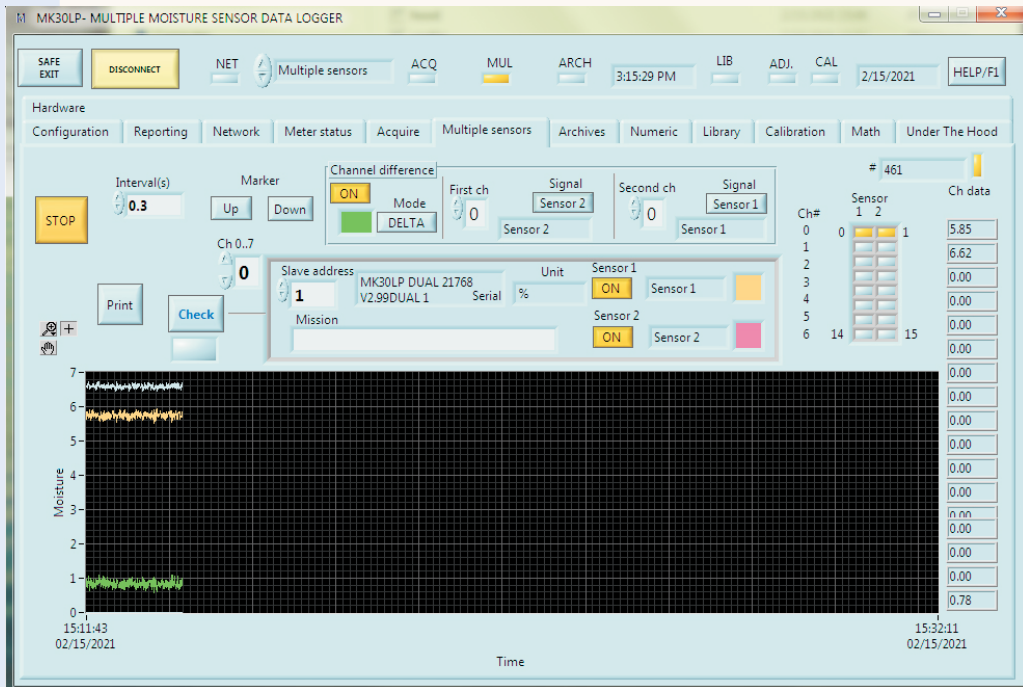 M MK30LP- MULTIPLE MOISTURE SENSOR DATA LOGGER
SAFE EXIT
DISCONNECT
NET
Multiple sensors
ACQ
MUL
ARCH
3:15:29 PM
LIB
ADJ.
CAL
2/15/2021
HELP/F1
Hardware
Configuration Reporting Network Meter status Acquire Multiple sensors Archives Numeric Library Calibration Math Under The Hood
STOP
Interval(s)
0.3
Marker
Up Down
Channel difference
ON
Mode
DELTA
First ch
0
Signal
Sensor 2
Sensor 2
Second ch
0
Signal
Sensor 1
Sensor 1
# 461
Ch data
Ch#
Sensor
1 2
0 0 1
1
2
3
4
5
6 14 15
Ch 0..7
0
Print
Check
Slave address
1
MK30LP DUAL 21768
V2.99DUAL 1 Serial
Unit
%
Mission
Sensor 1
ON Sensor 1
Sensor 2
ON Sensor 2
5.85
6.62
0.00
0.00
0.00
0.00
0.00
0.00
0.00
0.00
0.00
0.00
0.00
0.00
0.00
0.00
0.78
Moisture
7
6
5
4
3
2
1
0
15:11:43
02/15/2021
15:32:11
02/15/2021
Time